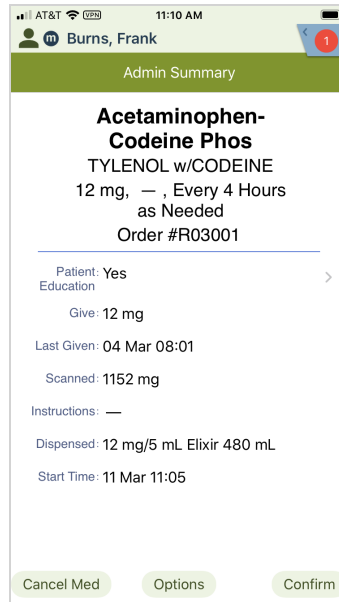 AT&T VPN 11:10 AM
m Burns, Frank 1
Admin Summary
Acetaminophen-
Codeine Phos
TYLENOL w/CODEINE
12 mg, — , Every 4 Hours
as Needed
Order #R03001
Patient Education: Yes
Give: 12 mg
Last Given: 04 Mar 08:01
Scanned: 1152 mg
Instructions: —
Dispensed: 12 mg/5 mL Elixir 480 mL
Start Time: 11 Mar 11:05
Cancel Med Options Confirm